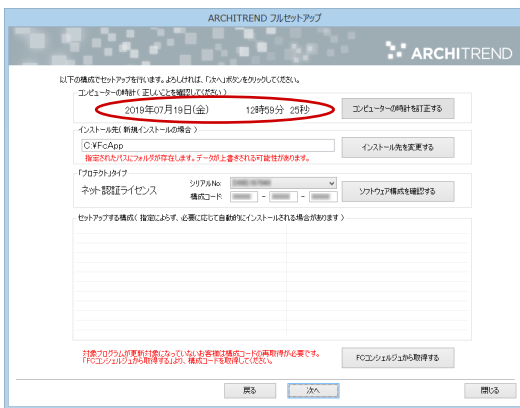 ARCHITREND フルセットアップ
ARCHITREND
以下の構成でセットアップを行います。よろしければ、「次へ」ボタンをクリックしてください。
コンピューターの時計（正しいことを確認してください）
2019年07月19日(金) 12時59分 25秒
コンピューターの時計を訂正する
インストール先（新規インストールの場合）
C:¥FcApp
インストール先を変更する
指定されたパスにフォルダが存在します。データが上書きされる可能性があります。
「プロテクト」タイプ
ネット認証ライセンス
シリアルNo:
構成コード
- -
ソフトウェア構成を確認する
セットアップする構成（指定によらず、必要に応じて自動的にインストールされる場合があります）
対象プログラムが更新対象になっていないお客様は構成コードの再取得が必要です。
「FCコンシェルジュから取得する」より、構成コードを取得してください。
FCコンシェルジュから取得する
戻る
次へ
閉じる